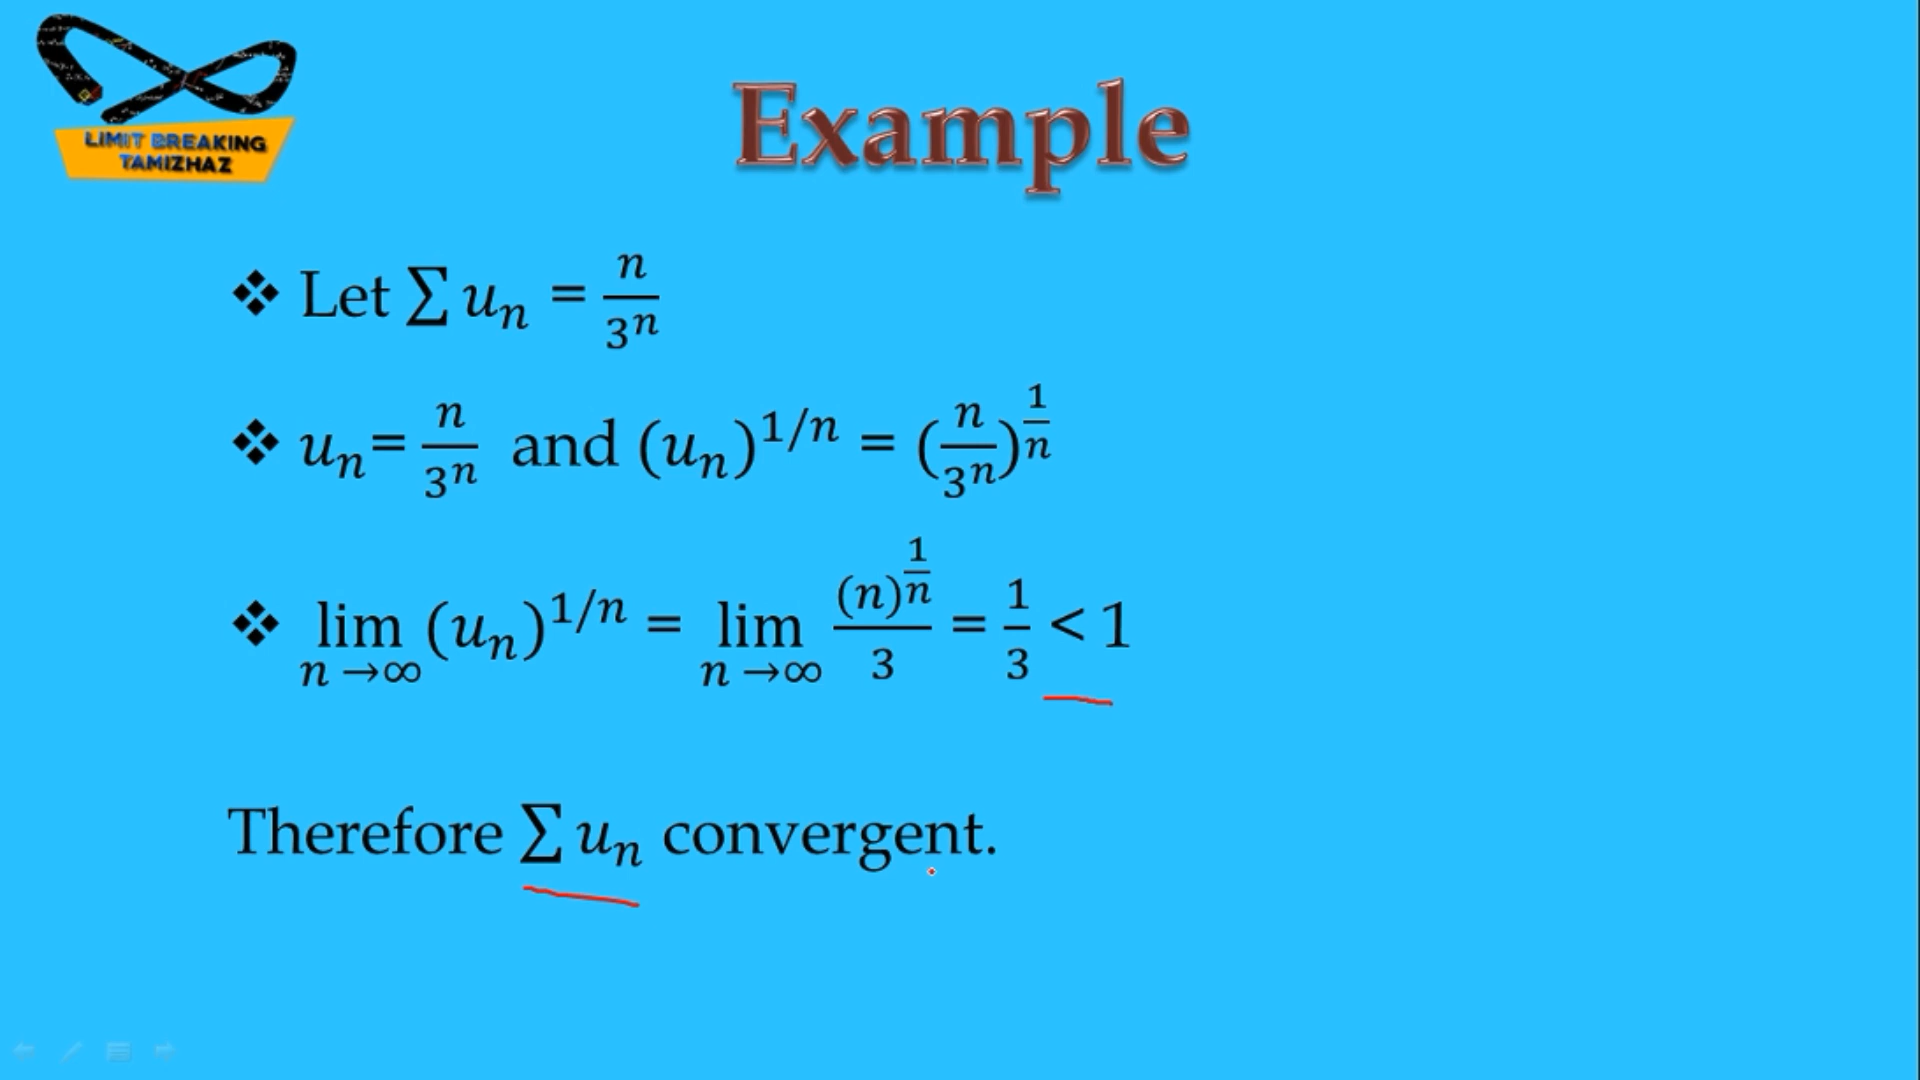 LIMIT BREAKING
TAMIZHAZ
Example
❖ Let ∑ uₙ = n/3ⁿ
❖ uₙ= n/3ⁿ and (uₙ)^{1/n} = (n/3ⁿ)^{1/n}
❖ lim_{n →∞} (uₙ)^{1/n} = lim_{n →∞} (n)^{1/n}/3 = 1/3 < 1
Therefore ∑ uₙ convergent.